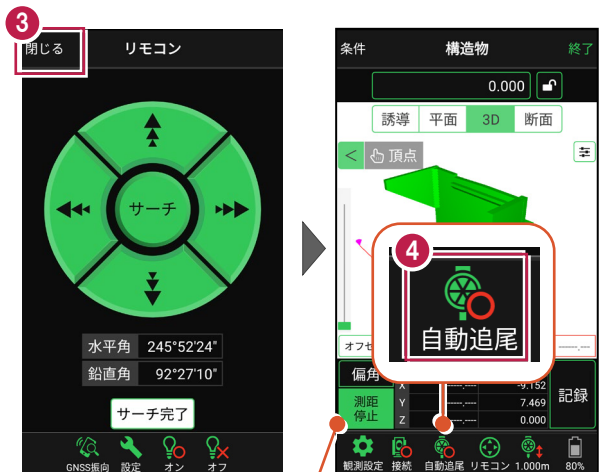 3
閉じる
リモコン
サーチ
水平角 245°52'24"
鉛直角 92°27'10"
サーチ完了
GNSS振向 設定 オン オフ
条件
構造物
終了
0.000
誘導 平面 3D 断面
< 頂点
4
自動追尾
オフセ
-----.---
偏角
X -----.--- -9.152
測距
停止
Y -----.--- 7.469
Z -----.--- 0.000
記録
観測設定 接続 自動追尾 リモコン 1.000m 80%